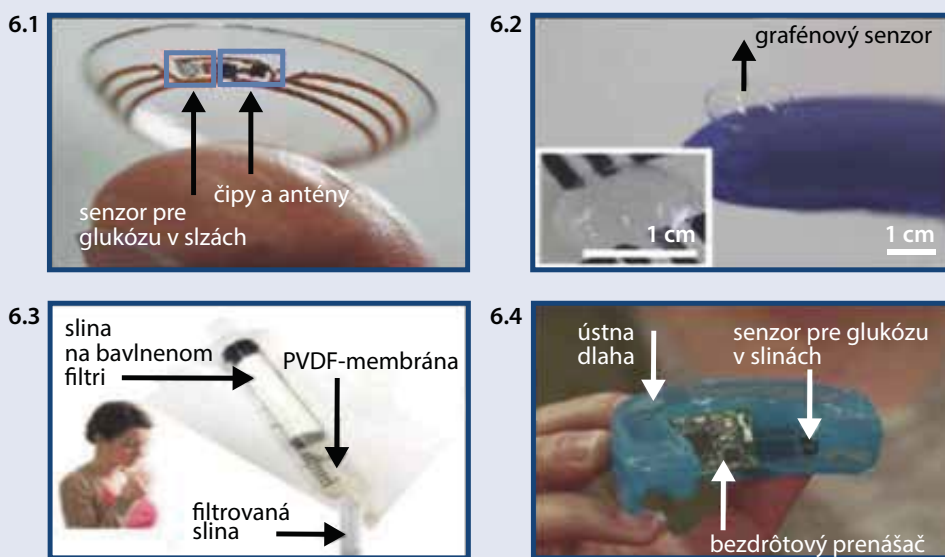 6.1
senzor pre
glukózu v slzách
čipy a antény
6.2
grafénový senzor
1 cm
1 cm
6.3
slina
na bavlnenom
filtri
PVDF-membrána
filtrovaná
slina
6.4
ústna
dlaha
senzor pre glukózu
v slinách
bezdrôtový prenášač